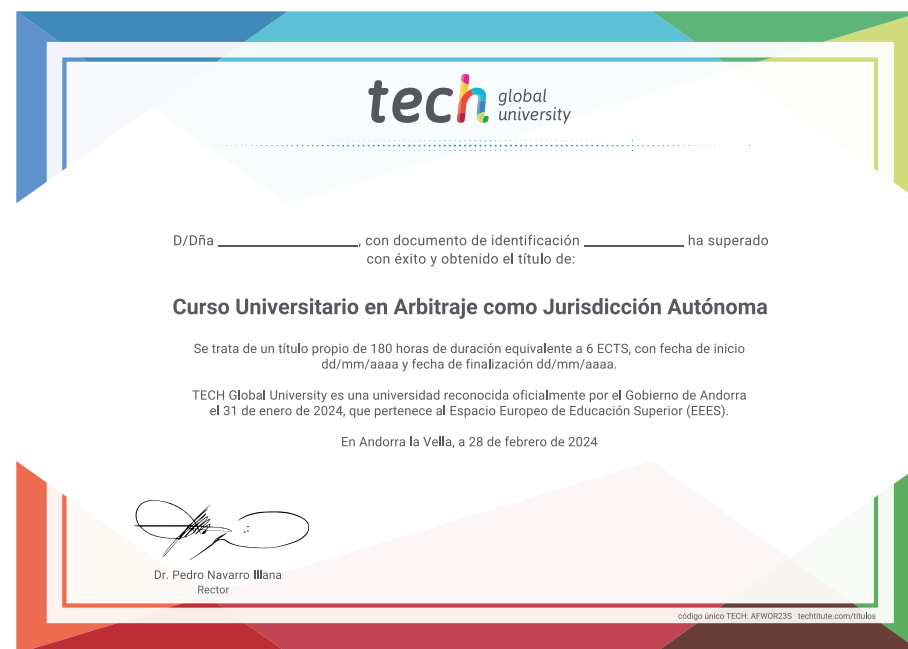 tech global
university
D/Dña ______________, con documento de identificación __________ ha superado
con éxito y obtenido el título de:
Curso Universitario en Arbitraje como Jurisdicción Autónoma
Se trata de un título propio de 180 horas de duración equivalente a 6 ECTS, con fecha de inicio
dd/mm/aaaa y fecha de finalización dd/mm/aaaa.
TECH Global University es una universidad reconocida oficialmente por el Gobierno de Andorra
el 31 de enero de 2024, que pertenece al Espacio Europeo de Educación Superior (EEES).
En Andorra la Vella, a 28 de febrero de 2024
Dr. Pedro Navarro Illana
Rector
código único TECH: AFWOR23S techtitute.com/titulos